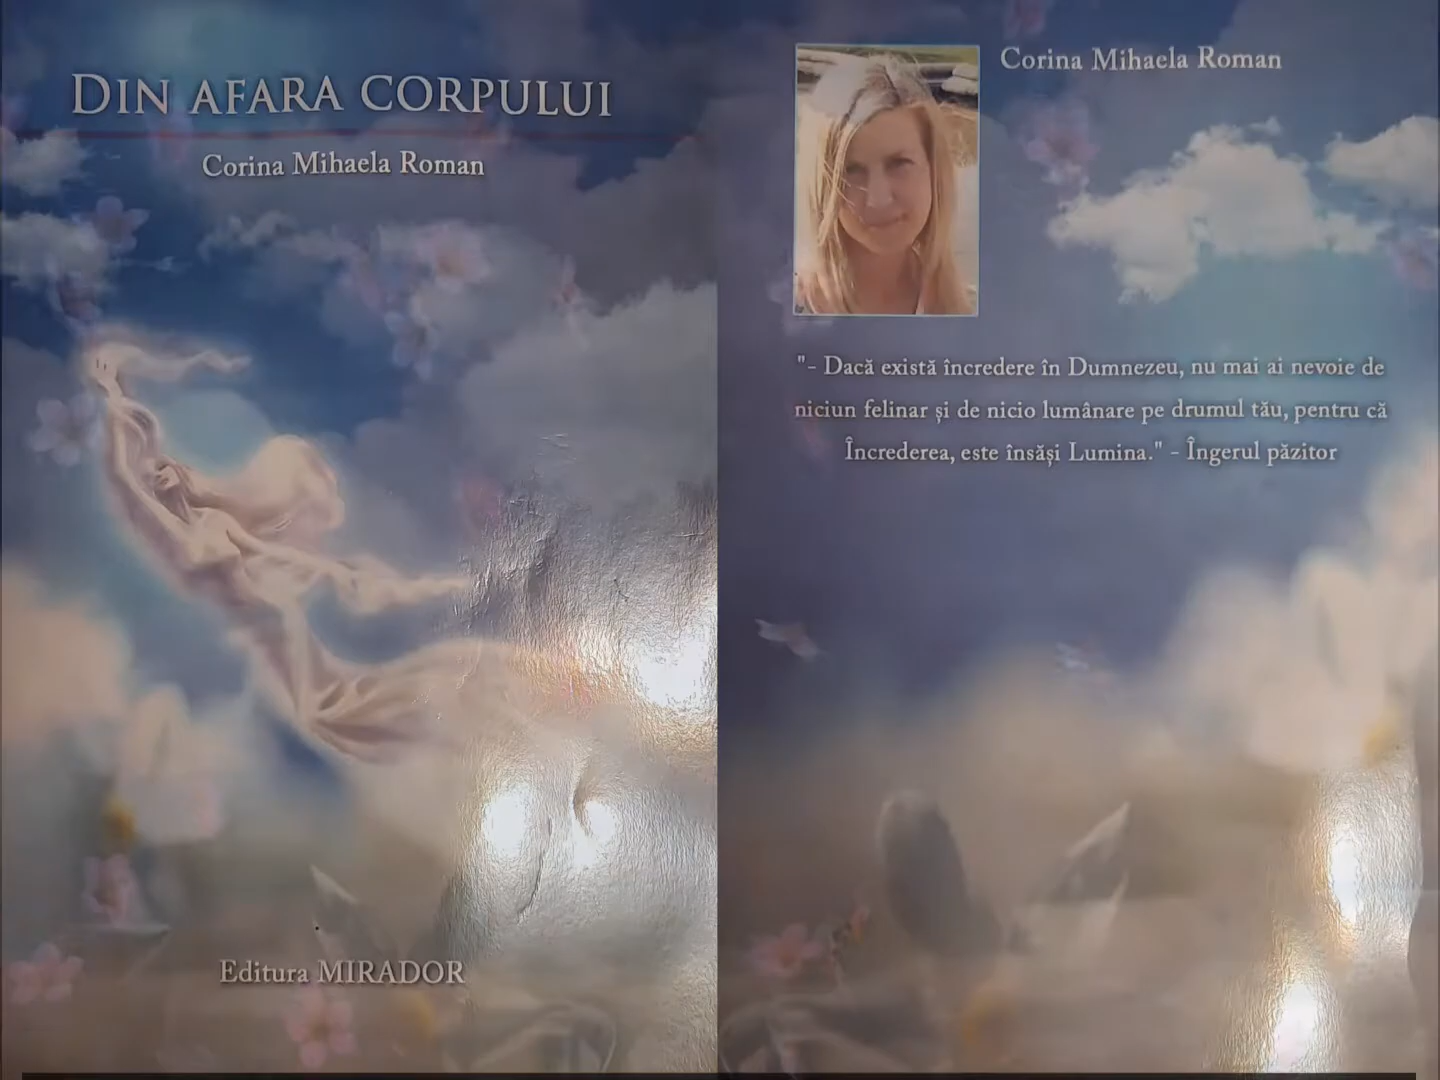 DIN AFARA CORPULUI
Corina Mihaela Roman
Editura MIRADOR
Corina Mihaela Roman
"- Dacă există încredere în Dumnezeu, nu mai ai nevoie de
niciun felinar și de nicio lumânare pe drumul tău, pentru că
Încrederea, este însăși Lumina." - Îngerul păzitor